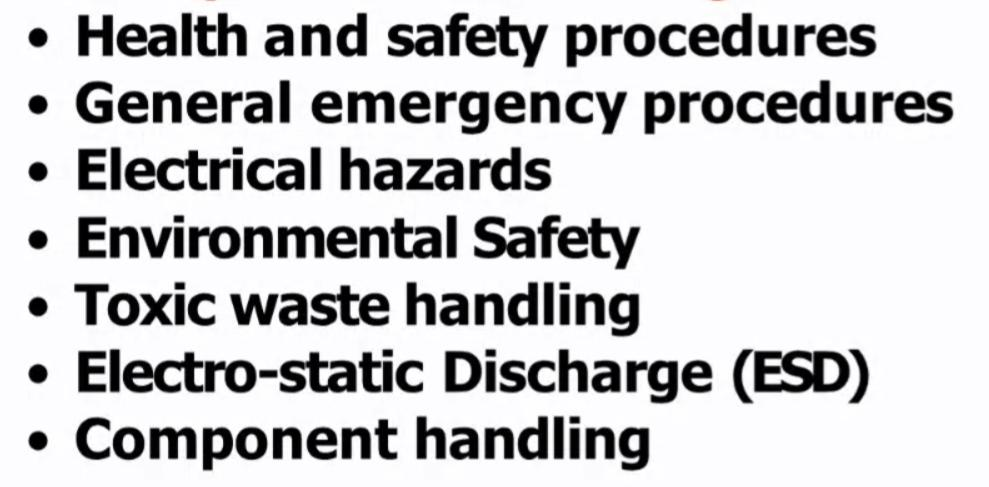 • Health and safety procedures
• General emergency procedures
• Electrical hazards
• Environmental Safety
• Toxic waste handling
• Electro-static Discharge (ESD)
• Component handling